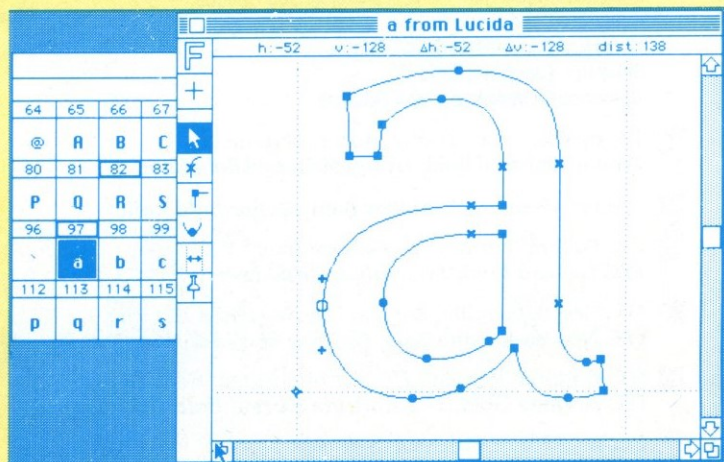 a from Lucida
h:-52 v:-128 Δh:-52 Δv:-128 dist:138
F
64 65 66 67
@ A B C
80 81 82 83
P Q R S
96 97 98 99
` a b c
112 113 114 115
p q r s
a